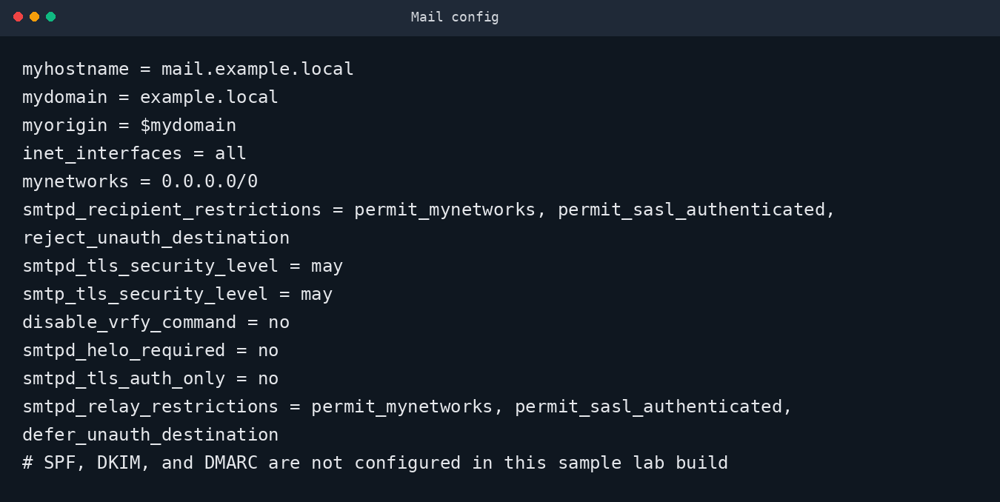 Mail config
myhostname = mail.example.local
mydomain = example.local
myorigin = $mydomain
inet_interfaces = all
mynetworks = 0.0.0.0/0
smtpd_recipient_restrictions = permit_mynetworks, permit_sasl_authenticated,
reject_unauth_destination
smtpd_tls_security_level = may
smtp_tls_security_level = may
disable_vrfy_command = no
smtpd_helo_required = no
smtpd_tls_auth_only = no
smtpd_relay_restrictions = permit_mynetworks, permit_sasl_authenticated,
defer_unauth_destination
# SPF, DKIM, and DMARC are not configured in this sample lab build